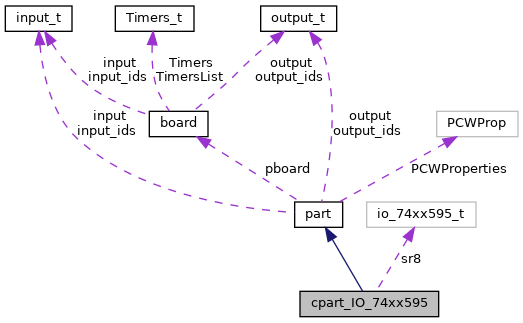 input_t
Timers_t
output_t
input
input_ids
Timers
TimersList
output
output_ids
input
input_ids
board
output
output_ids
PCWProp
pboard
PCWProperties
part
io_74xx595_t
sr8
cpart_IO_74xx595